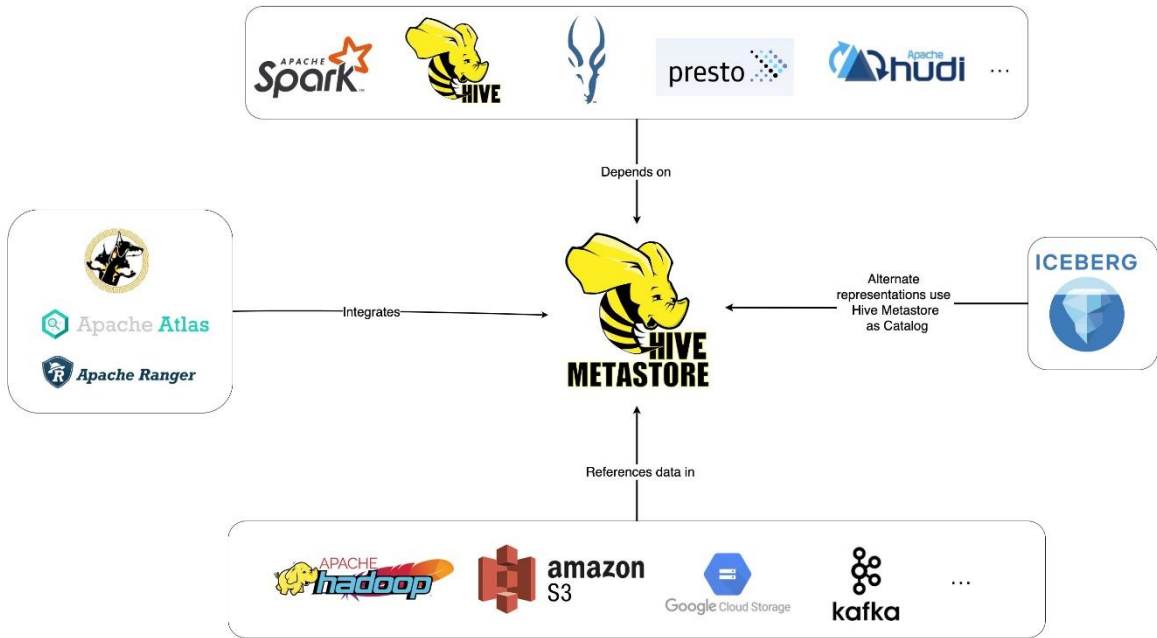 APACHE
Spark™
HIVE
presto
Apache
hudi
...
Depends on
Apache Atlas
Apache Ranger
R
Integrates
HIVE
METASTORE
Alternate
representations use
Hive Metastore
as Catalog
ICEBERG
References data in
APACHE
hadoop
amazon
S3
Google Cloud Storage
kafka
...